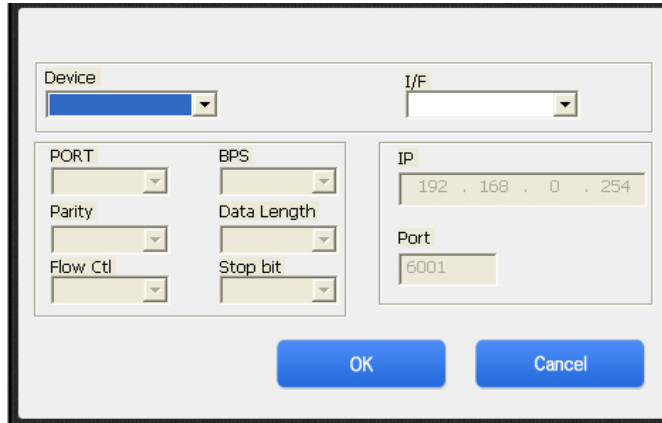 Device
I/F
PORT
BPS
Parity
Data Length
Flow Ctl
Stop bit
IP
192 . 168 . 0 . 254
Port
6001
OK
Cancel